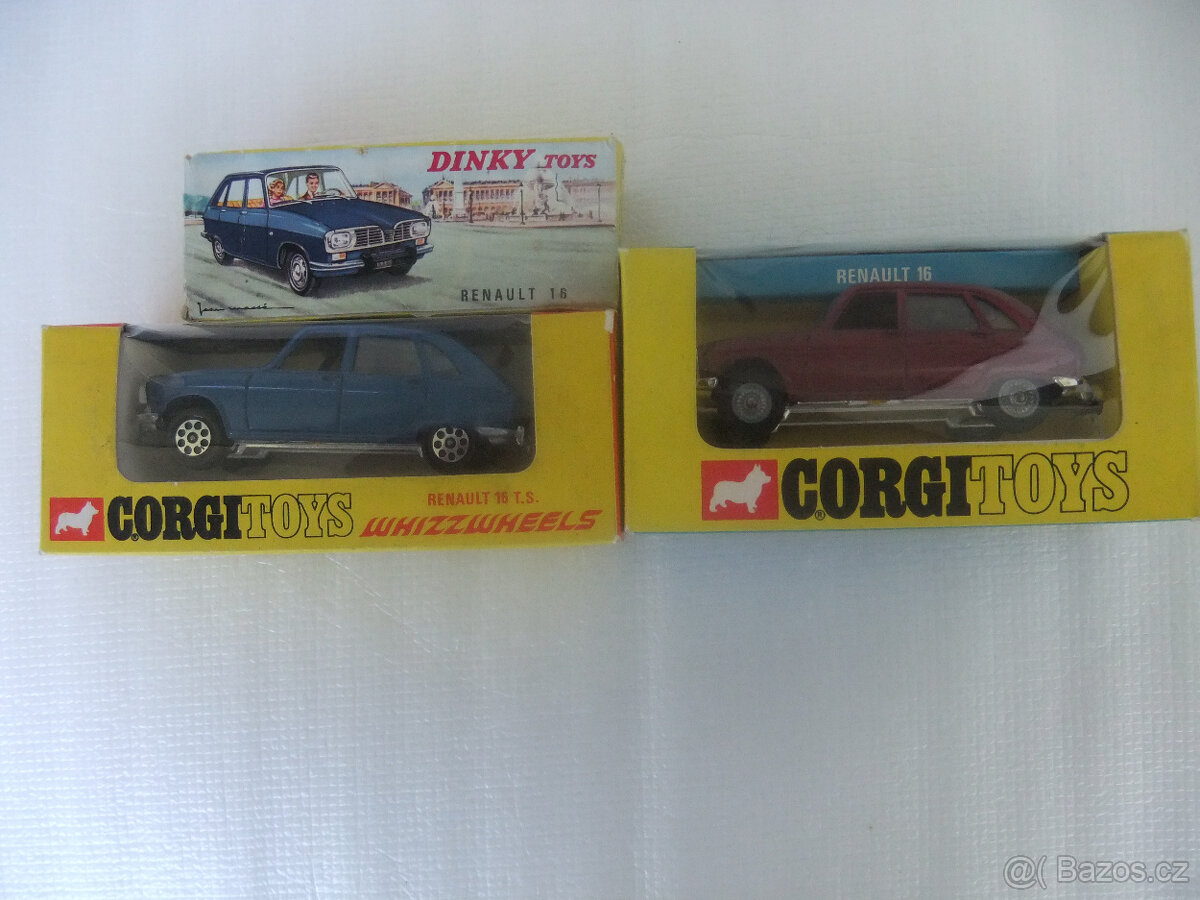 DINKY TOYS
RENAULT 16
RENAULT 16
CORGI TOYS
RENAULT 16 T.S.
WHIZZWHEELS
CORGI TOYS
@( Bazos.cz